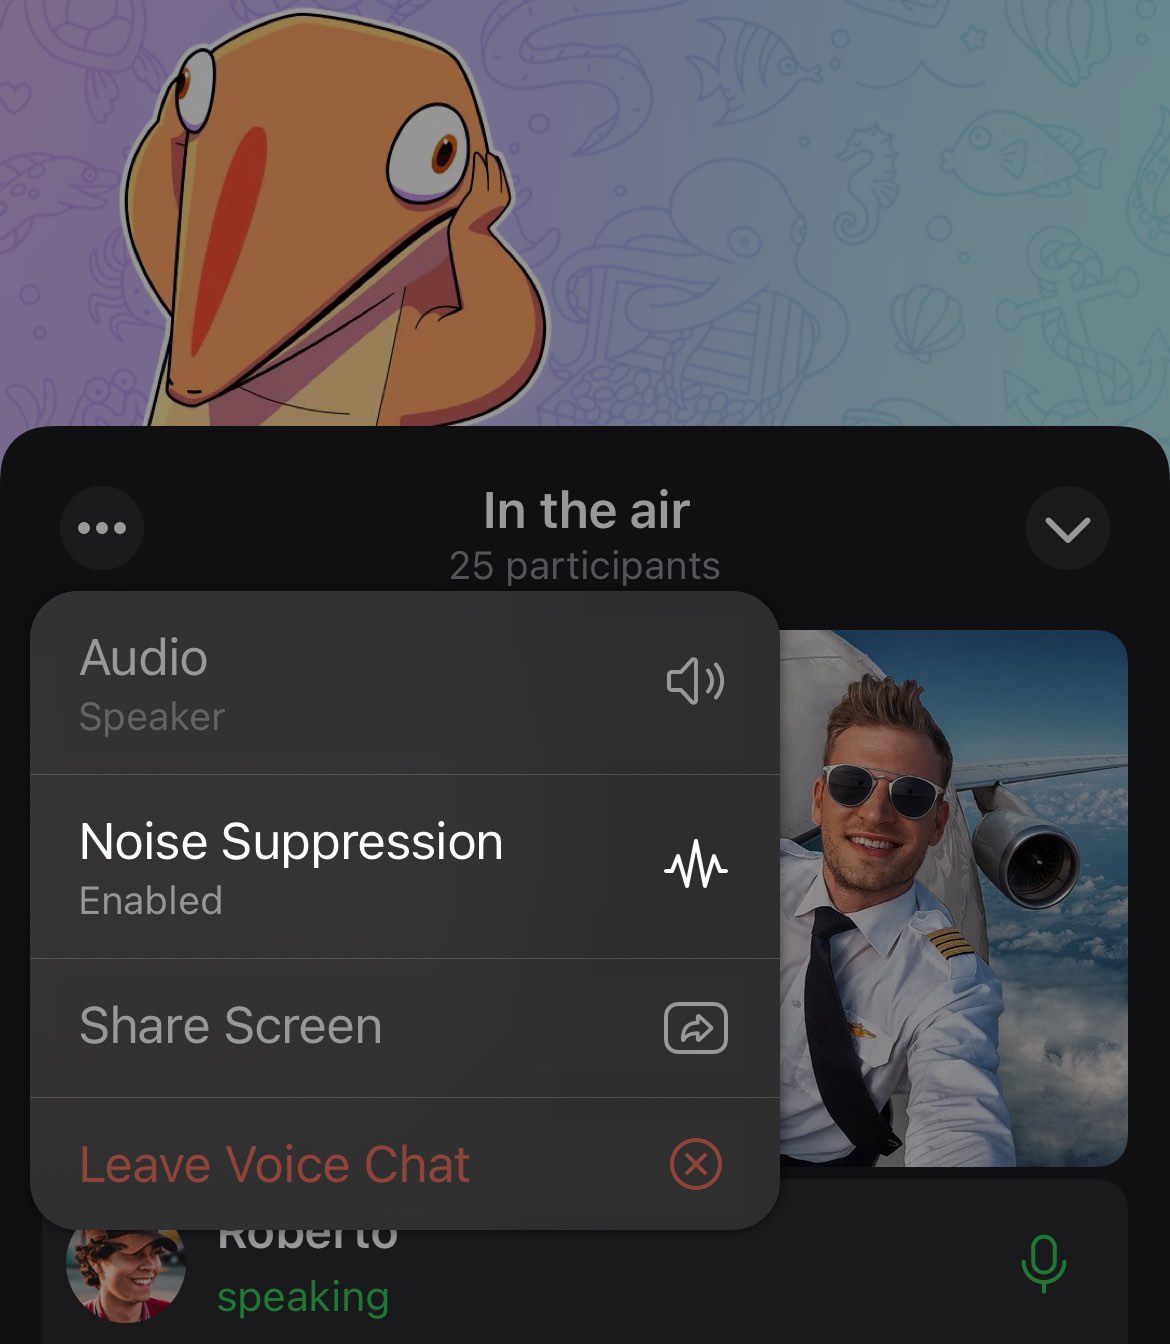 In the air
25 participants
Audio
Speaker
Noise Suppression
Enabled
Share Screen
Leave Voice Chat
Roberto
speaking